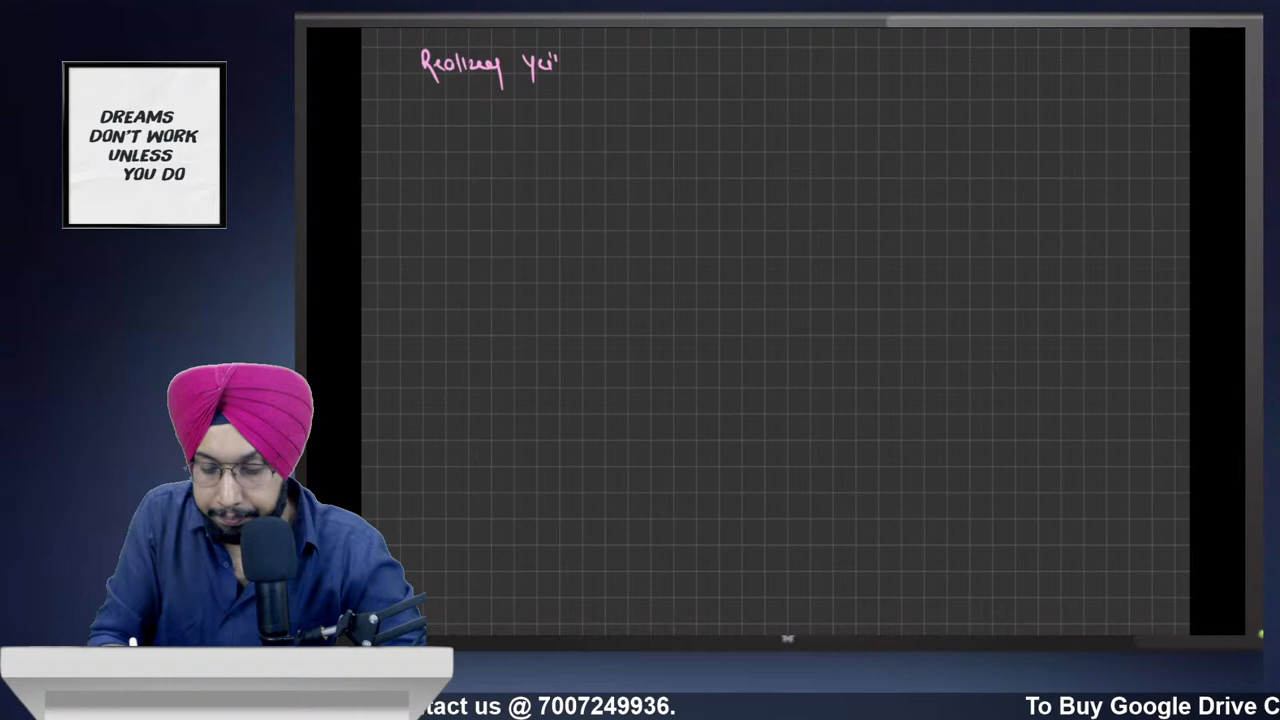 DREAMS
DON'T WORK
UNLESS
YOU DO
tact us @ 7007249936.
To Buy Google Drive C